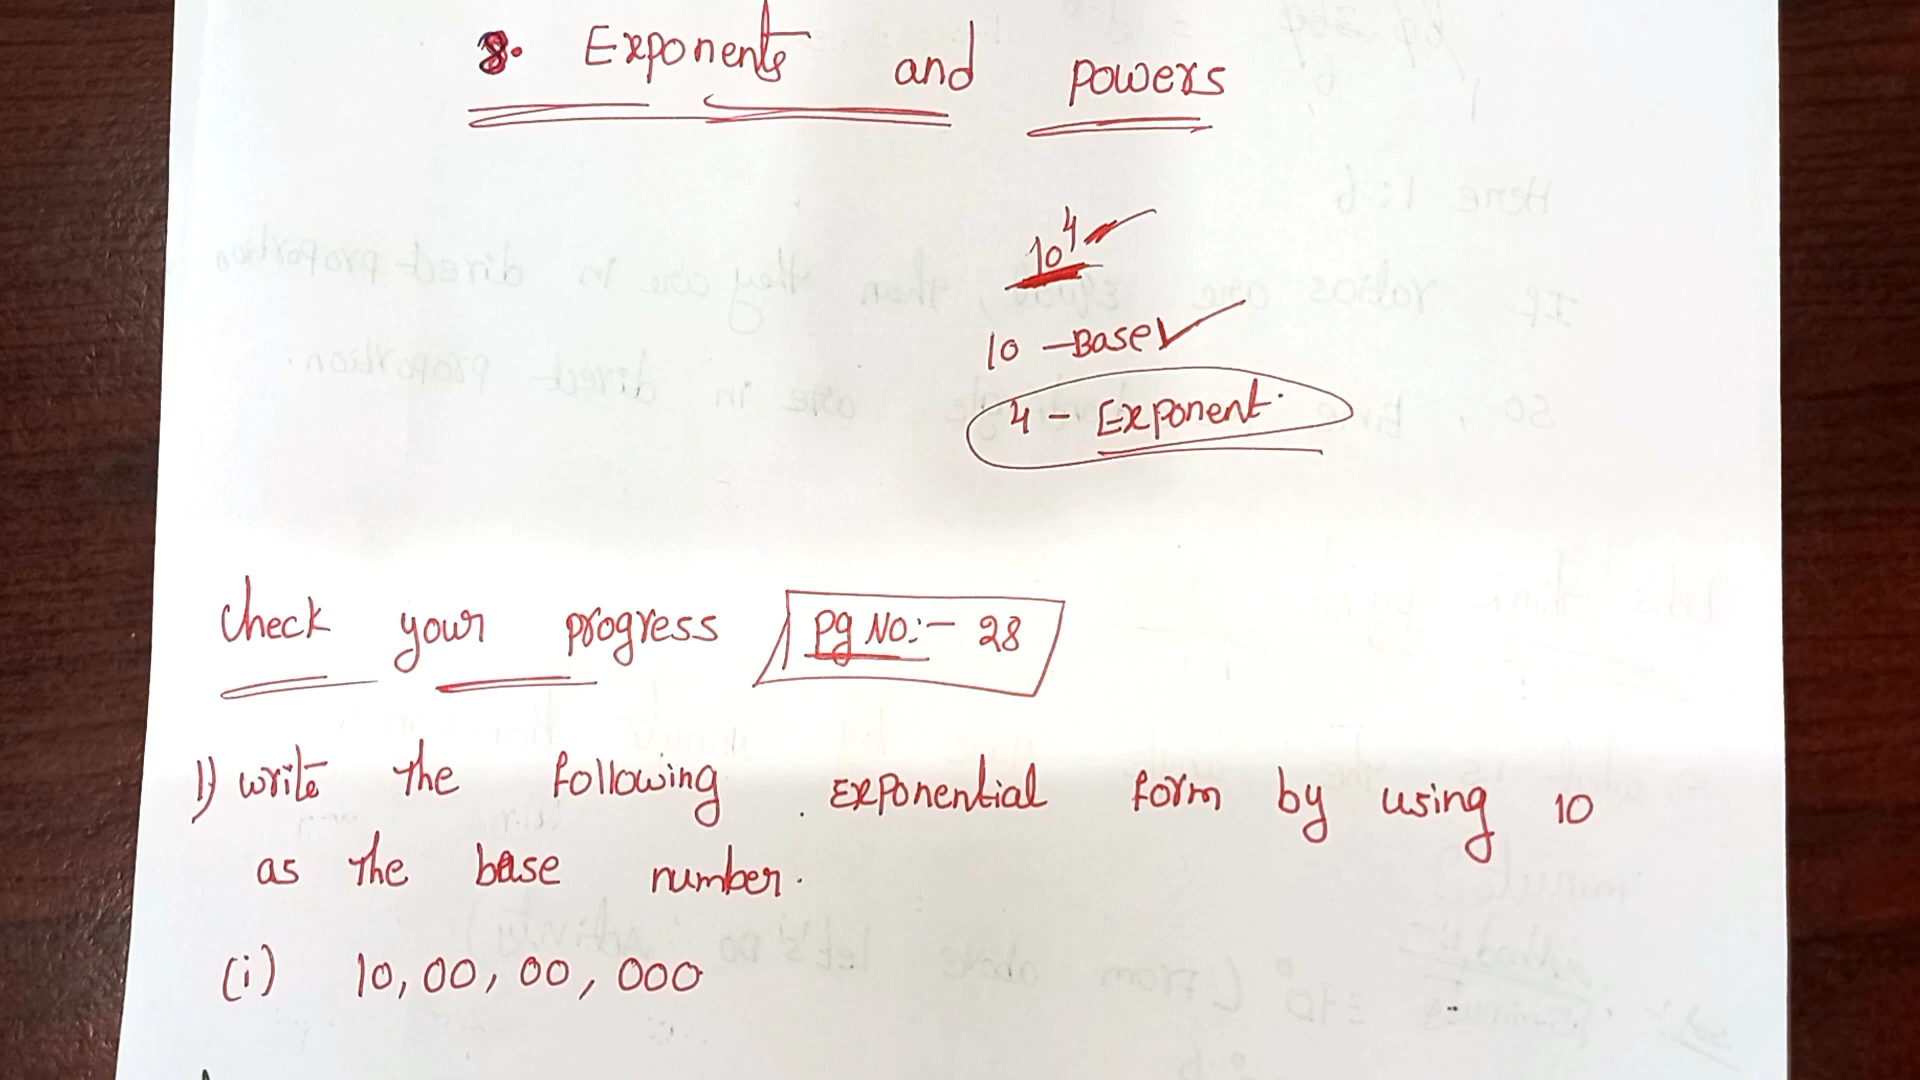 8. Exponents and powers
10⁴
10 - Base
4 - Exponent.
check your progress Pg No:- 28
1) write the following . Exponential form by using 10
as the base number.
(i) 10,00,00,000